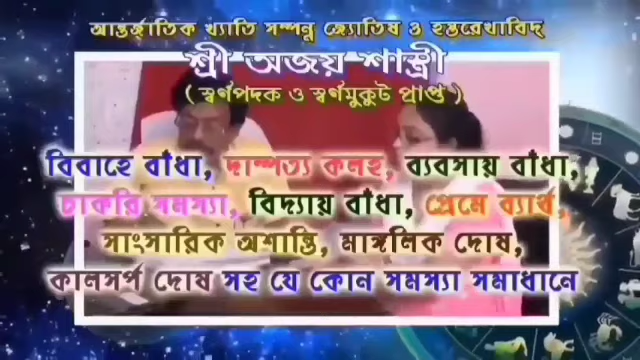 আন্তর্জাতিক খ্যাতি সম্পন্ন জ্যোতিষ ও হস্তরেখাবিদ্
শ্রী অজয় শাস্ত্রী
( স্বর্ণপদক ও স্বর্ণমুকুট প্রাপ্ত )
বিবাহে বাঁধা, দাম্পত্য কলহ, ব্যবসায় বাঁধা,
চাকরি সমস্যা, বিদ্যায় বাঁধা, প্রেমে ব্যার্থ,
সাংসারিক অশান্তি, মাঙ্গলিক দোষ,
কালসর্প দোষ সহ যে কোন সমস্যা সমাধানে